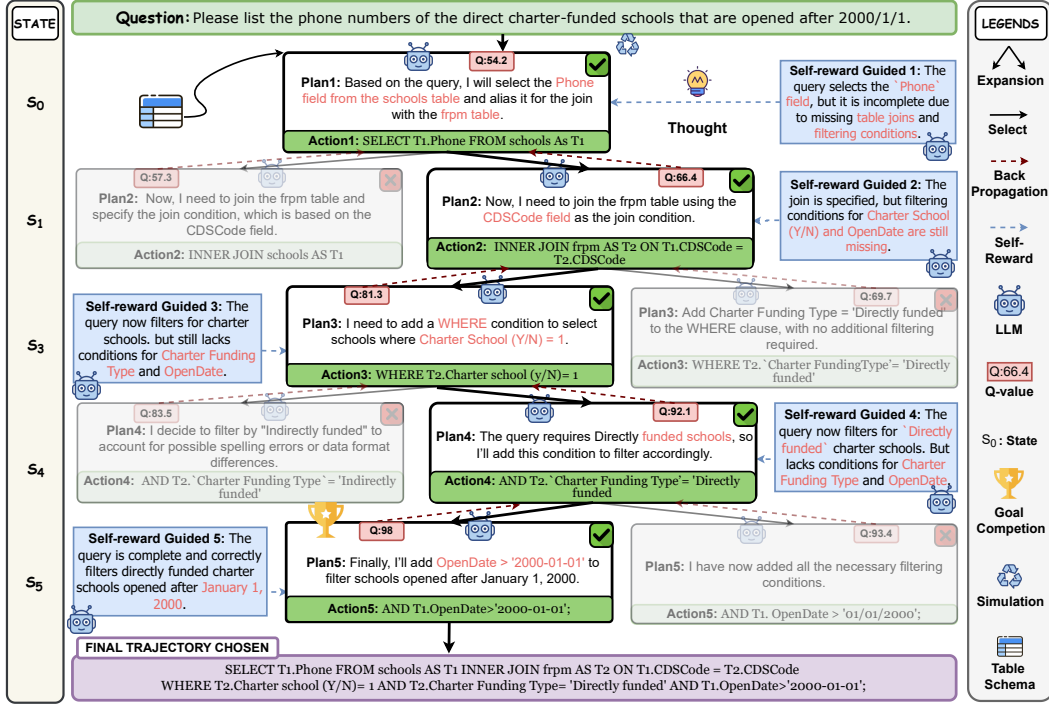 STATE
Question: Please list the phone numbers of the direct charter-funded schools that are opened after 2000/1/1.
LEGENDS
S0
Q:54.2
Plan1: Based on the query, I will select the Phone
field from the schools table and alias it for the join
with the frpm table.
Action1: SELECT T1.Phone FROM schools As T1
Thought
Self-reward Guided 1: The
query selects the `Phone`
field, but it is incomplete due
to missing table joins and
filtering conditions.
S1
Q:57.3
Plan2: Now, I need to join the frpm table and
specify the join condition, which is based on the
CDSCode field.
Action2: INNER JOIN schools AS T1
Q:66.4
Plan2: Now, I need to join the frpm table using the
CDSCode field as the join condition.
Action2: INNER JOIN frpm AS T2 ON T1.CDSCode =
T2.CDSCode
Self-reward Guided 2: The
join is specified, but filtering
conditions for Charter School
(Y/N) and OpenDate are still
missing.
S3
Self-reward Guided 3: The
query now filters for charter
schools. but still lacks
conditions for Charter Funding
Type and OpenDate.
Q:81.3
Plan3: I need to add a WHERE condition to select
schools where Charter School (Y/N) = 1.
Action3: WHERE T2.Charter school (y/N)= 1
Q:69.7
Plan3: Add Charter Funding Type = 'Directly funded'
to the WHERE clause, with no additional filtering
required.
Action3: WHERE T2.`Charter FundingType'= 'Directly
funded'
S4
Q:83.5
Plan4: I decide to filter by "Indirectly funded" to
account for possible spelling errors or data format
differences.
Action4: AND T2.`Charter Funding Type`= 'Indirectly
funded'
Q:92.1
Plan4: The query requires Directly funded schools, so
I'll add this condition to filter accordingly.
Action4: AND T2.`Charter Funding Type'= 'Directly
funded
Self-reward Guided 4: The
query now filters for `Directly
funded` charter schools. But
lacks conditions for Charter
Funding Type and OpenDate.
S5
Self-reward Guided 5: The
query is complete and correctly
filters directly funded charter
schools opened after January 1,
2000.
Q:98
Plan5: Finally, I'll add OpenDate > '2000-01-01' to
filter schools opened after January 1, 2000.
Action5: AND T1.OpenDate>'2000-01-01';
Q:93.4
Plan5: I have now added all the necessary filtering
conditions.
Action5: AND T1. OpenDate > '01/01/2000';
FINAL TRAJECTORY CHOSEN
SELECT T1.Phone FROM schools AS T1 INNER JOIN frpm AS T2 ON T1.CDSCode = T2.CDSCode
WHERE T2.Charter school (Y/N)= 1 AND T2.Charter Funding Type= 'Directly funded' AND T1.OpenDate>'2000-01-01';
Expansion
Select
Back
Propagation
Self-
Reward
LLM
Q:66.4
Q-value
S0 : State
Goal
Competion
Simulation
Table
Schema